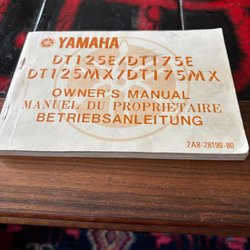 YAMAHA
DT125E/DT175E
DT125MX/DT175MX
OWNER'S MANUAL
MANUEL DU PROPRIETAIRE
BETRIEBSANLEITUNG
2A8-28199-80